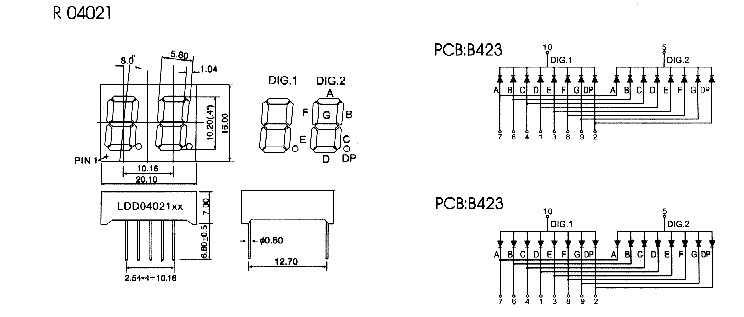 R 04021
5.80
8.0°
1.04
10.20(.4")
16.00
PIN 1
10.16
20.10
DIG.1 DIG.2
A
F G B
E C
D DP
LDD04021xx
7.00
6.80±0.5
2.54*4=10.16
ø0.50
12.70
PCB:B423
10 5
DIG.1 DIG.2
A B C D E F G DP A B C D E F G DP
7 6 4 1 3 8 9 2
PCB:B423
10 5
DIG.1 DIG.2
A B C D E F G DP A B C D E F G DP
7 6 4 1 3 8 9 2